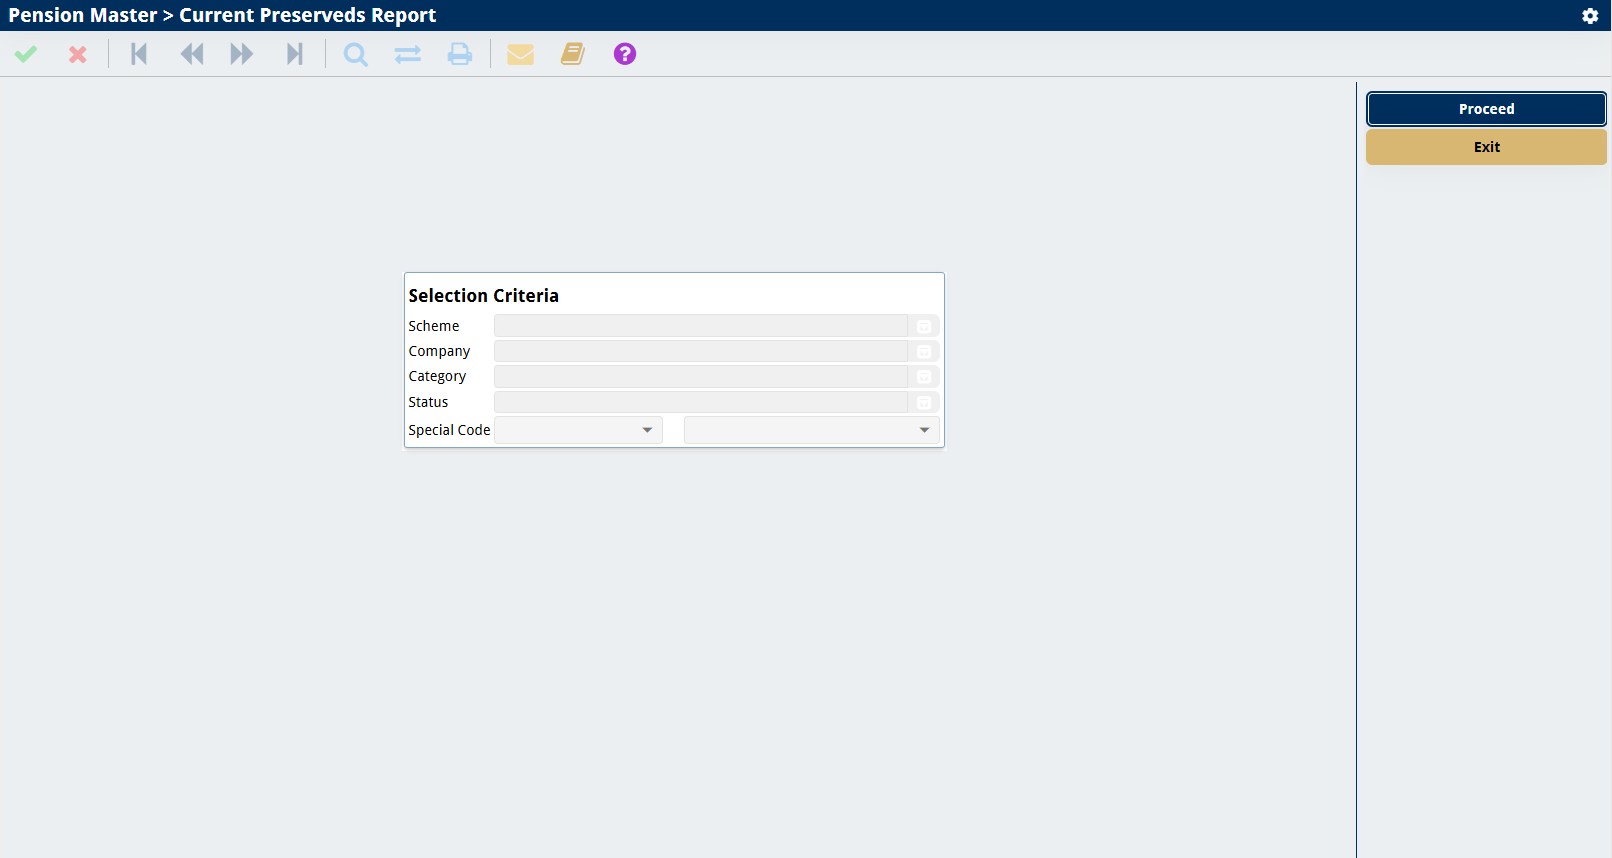 Pension Master > Current Preserveds Report
Proceed
Exit
Selection Criteria
Scheme
Company
Category
Status
Special Code